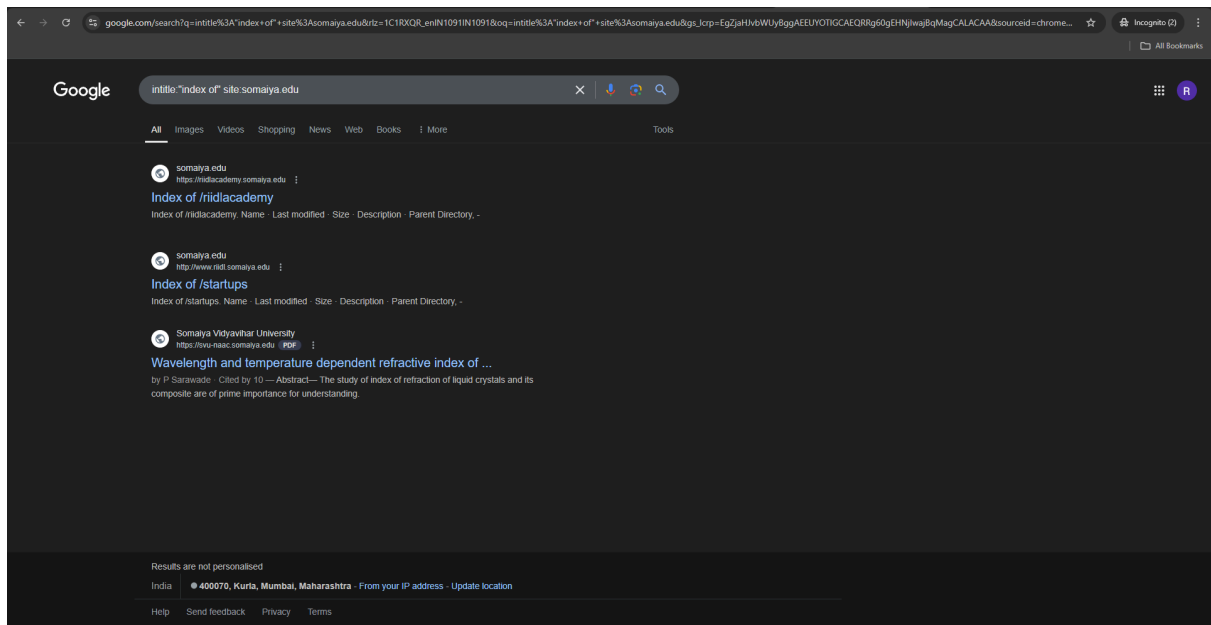 google.com/search?q=intitle%3A"index+of"+site%3Asomaiya.edu&rlz=1C1RXQR_enIN1091IN1091&oq=intitle%3A"index+of"+site%3Asomaiya.edu&gs_lcrp=EgZjaHJvbWUyBggAEEUYOTIGCAEQRRg60gEHNjIwajBqMagCALACAA&sourceid=chrome...
Incognito (2)
All Bookmarks
Google
intitle:"index of" site:somaiya.edu
R
All Images Videos Shopping News Web Books More Tools
somaiya.edu
https://riidlacademy.somaiya.edu
Index of /riidlacademy
Index of /riidlacademy. Name · Last modified · Size · Description · Parent Directory, -
somaiya.edu
http://www.riidl.somaiya.edu
Index of /startups
Index of /startups. Name · Last modified · Size · Description · Parent Directory, -
Somaiya Vidyavihar University
https://svu-naac.somaiya.edu PDF
Wavelength and temperature dependent refractive index of ...
by P Sarawade · Cited by 10 — Abstract— The study of index of refraction of liquid crystals and its
composite are of prime importance for understanding.
Results are not personalised
India 400070, Kurla, Mumbai, Maharashtra - From your IP address - Update location
Help Send feedback Privacy Terms